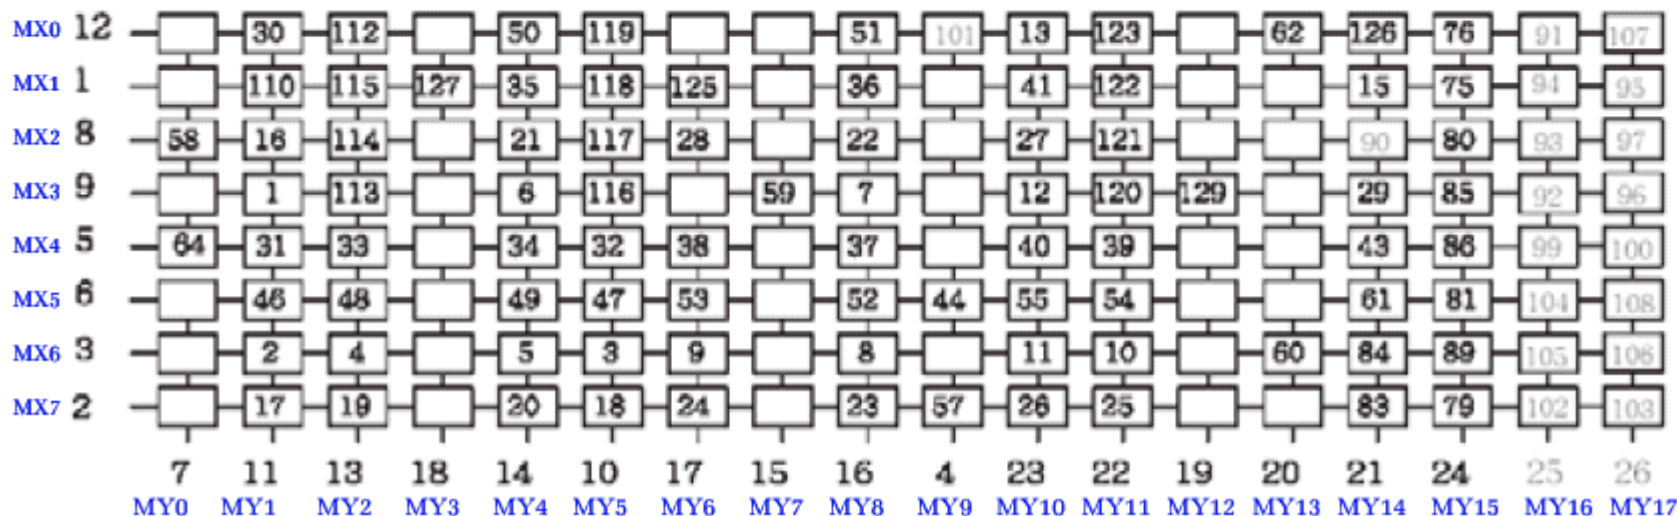 MX0 12 30 112 50 119 51 101 13 123 62 126 76 91 107
MX1 1 110 115 127 35 118 125 36 41 122 15 75 94 95
MX2 8 58 16 114 21 117 28 22 27 121 90 80 93 97
MX3 9 1 113 6 116 59 7 12 120 129 29 85 92 96
MX4 5 64 31 33 34 32 38 37 40 39 43 86 99 100
MX5 6 46 48 49 47 53 52 44 55 54 61 81 104 108
MX6 3 2 4 5 3 9 8 11 10 60 84 89 105 106
MX7 2 17 19 20 18 24 23 57 26 25 83 79 102 103
7 11 13 18 14 10 17 15 16 4 23 22 19 20 21 24 25 26
MY0 MY1 MY2 MY3 MY4 MY5 MY6 MY7 MY8 MY9 MY10 MY11 MY12 MY13 MY14 MY15 MY16 MY17